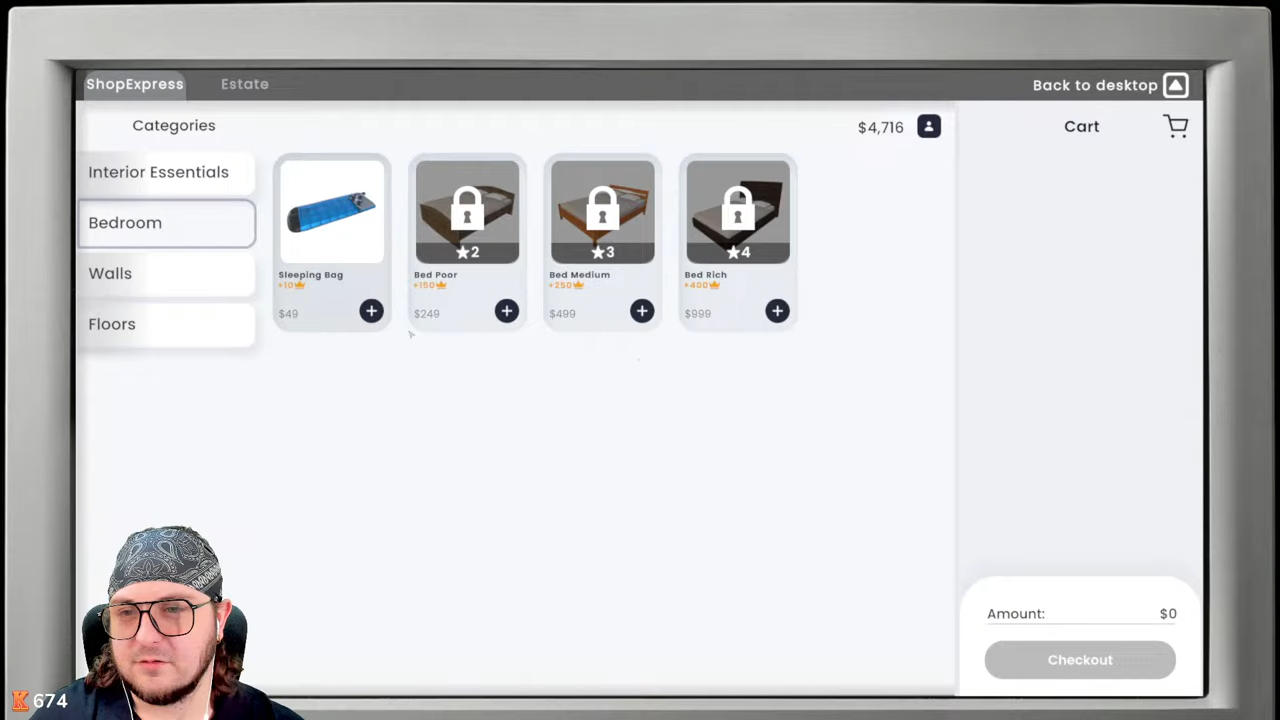 ShopExpress
Estate
Back to desktop
Categories
$4,716
Cart
Interior Essentials
Bedroom
Walls
Floors
2
3
4
Sleeping Bag
+10
$49
Bed Poor
+150
$249
Bed Medium
+250
$499
Bed Rich
+400
$999
Amount:
$0
Checkout
K 674